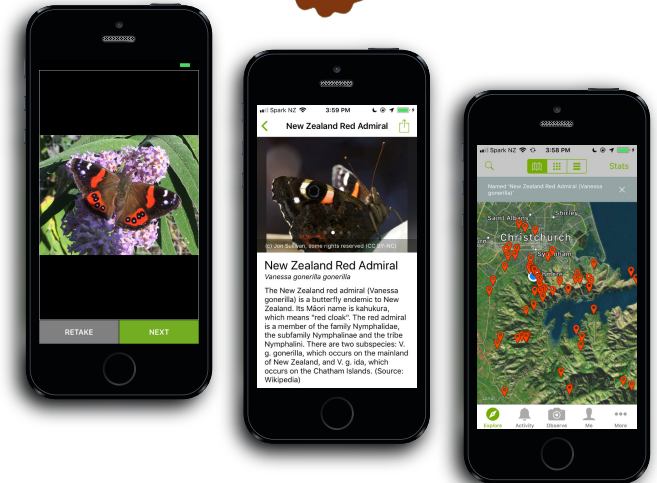 RETAKE
NEXT
Spark NZ
3:59 PM
New Zealand Red Admiral
(c) Jon Sullivan, some rights reserved (CC BY-NC)
New Zealand Red Admiral
Vanessa gonerilla gonerilla
The New Zealand red admiral (Vanessa
gonerilla) is a butterfly endemic to New
Zealand. Its Māori name is kahukura,
which means "red cloak". The red admiral
is a member of the family Nymphalidae,
the subfamily Nymphalinae and the tribe
Nymphalini. There are two subspecies: V.
g. gonerilla, which occurs on the mainland
of New Zealand, and V. g. ida, which
occurs on the Chatham Islands. (Source:
Wikipedia)
Spark NZ
3:58 PM
Stats
Named 'New Zealand Red Admiral (Vanessa
gonerilla)'
Saint Albans
Shirley
Christchurch
Sydenham
Explore
Activity
Observe
Me
More